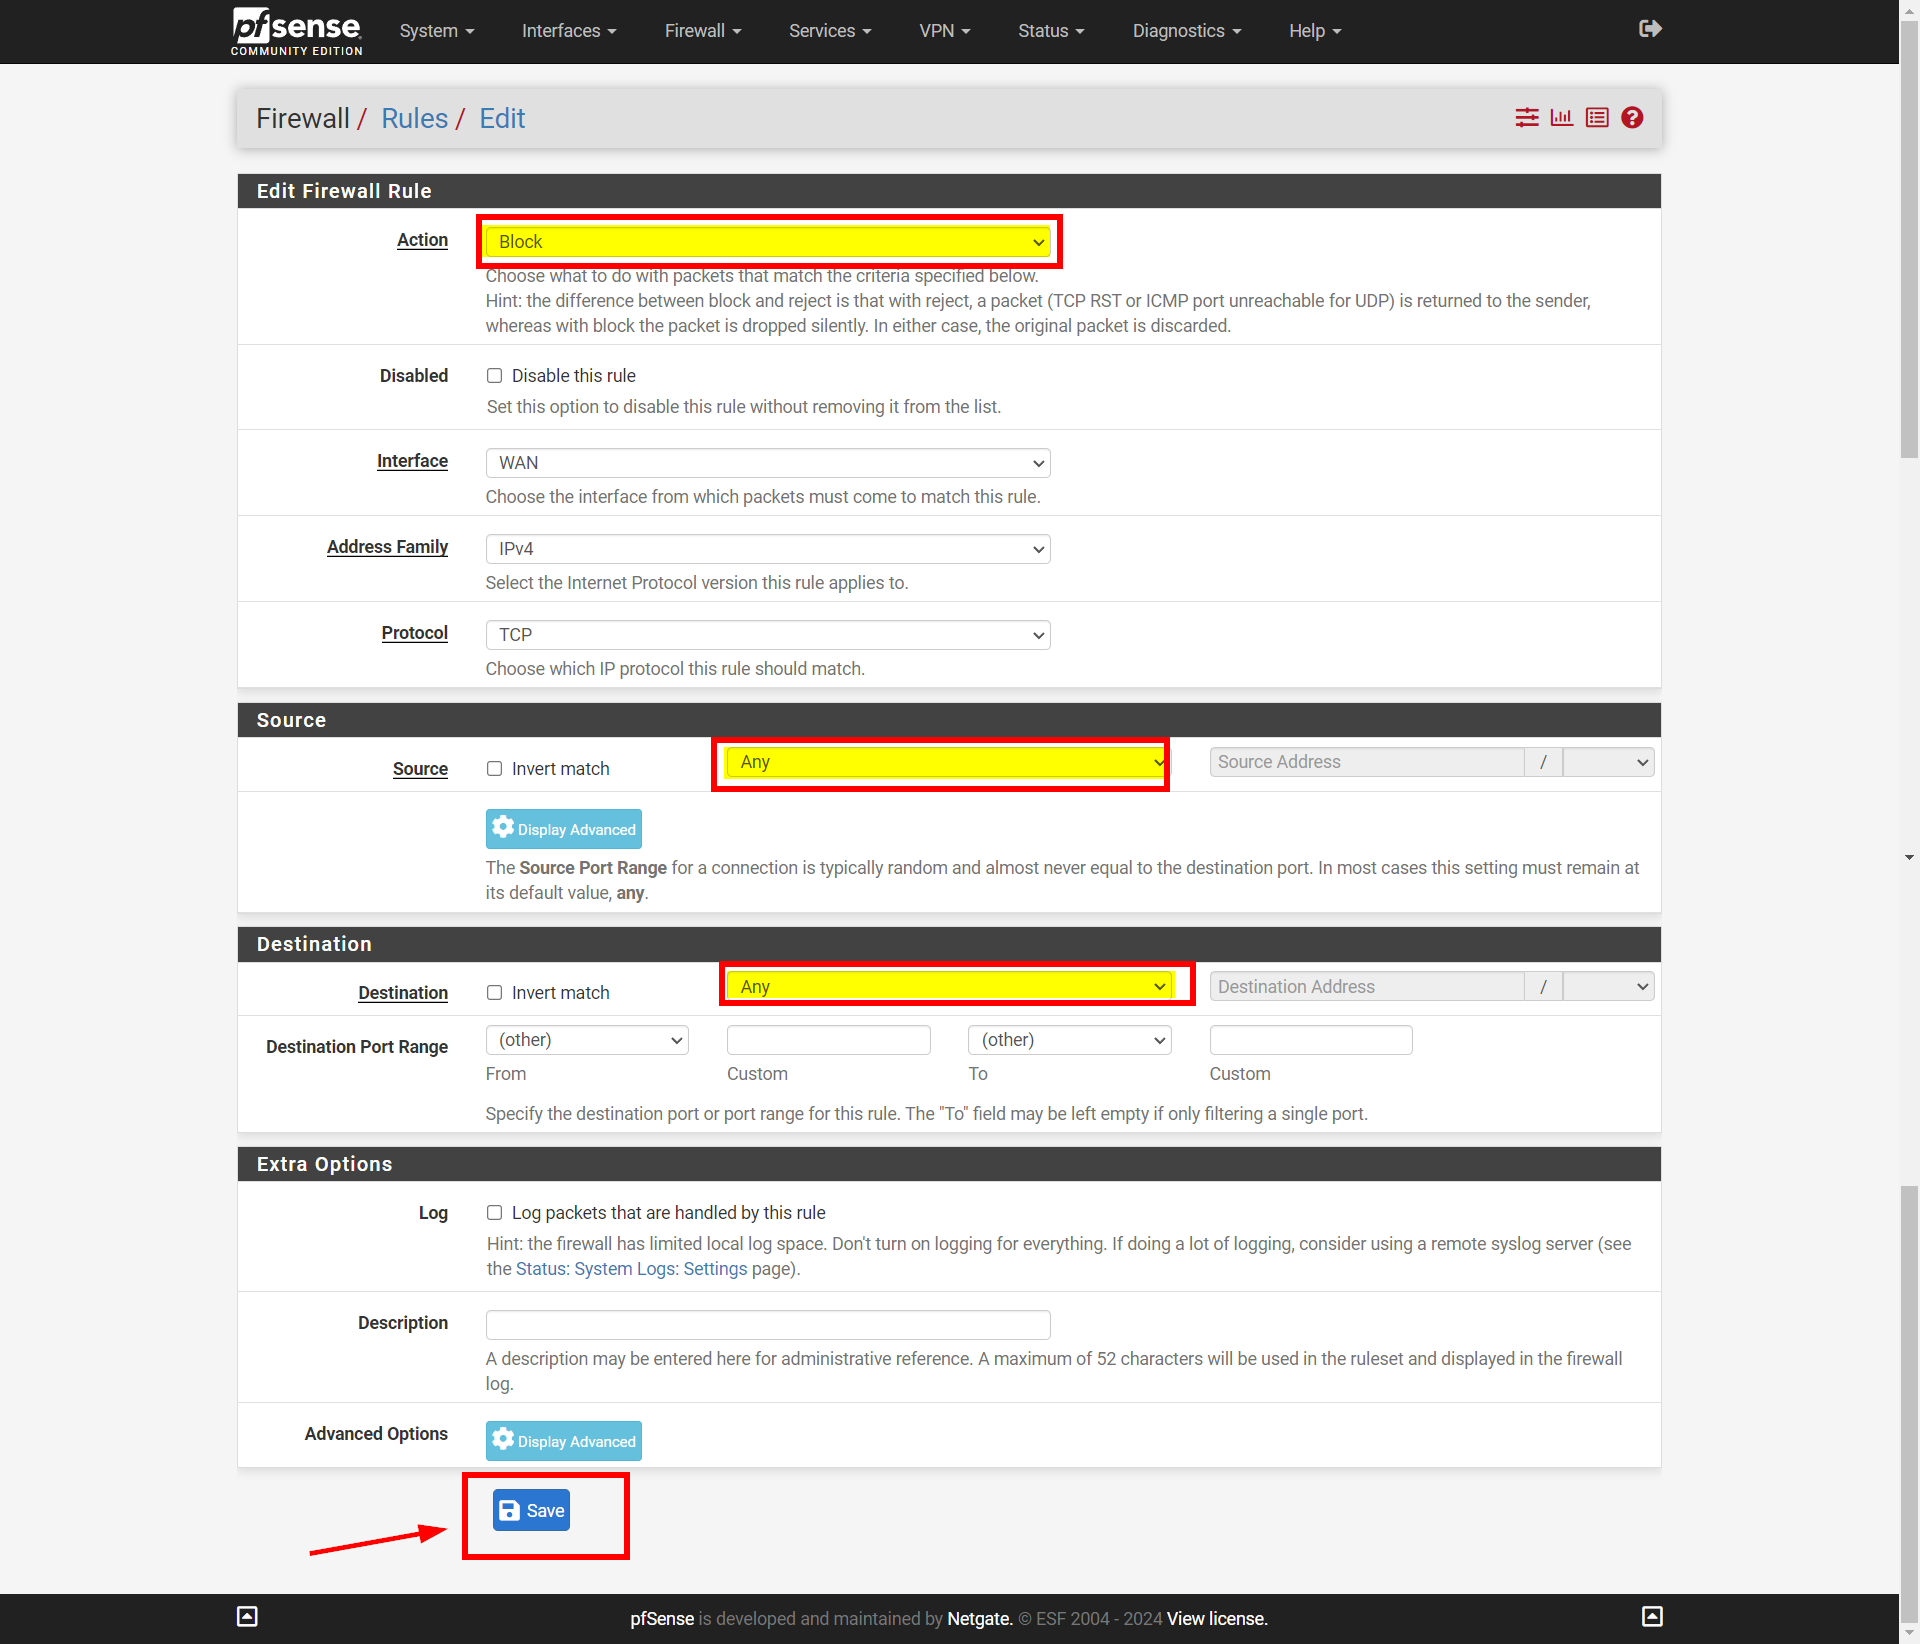 pfsense
COMMUNITY EDITION
System
Interfaces
Firewall
Services
VPN
Status
Diagnostics
Help
Firewall / Rules / Edit
Edit Firewall Rule
Action
Block
Choose what to do with packets that match the criteria specified below.
Hint: the difference between block and reject is that with reject, a packet (TCP RST or ICMP port unreachable for UDP) is returned to the sender,
whereas with block the packet is dropped silently. In either case, the original packet is discarded.
Disabled
Disable this rule
Set this option to disable this rule without removing it from the list.
Interface
WAN
Choose the interface from which packets must come to match this rule.
Address Family
IPv4
Select the Internet Protocol version this rule applies to.
Protocol
TCP
Choose which IP protocol this rule should match.
Source
Source
Invert match
Any
Source Address
/
Display Advanced
The Source Port Range for a connection is typically random and almost never equal to the destination port. In most cases this setting must remain at
its default value, any.
Destination
Destination
Invert match
Any
Destination Address
/
Destination Port Range
(other)
(other)
From
Custom
To
Custom
Specify the destination port or port range for this rule. The "To" field may be left empty if only filtering a single port.
Extra Options
Log
Log packets that are handled by this rule
Hint: the firewall has limited local log space. Don't turn on logging for everything. If doing a lot of logging, consider using a remote syslog server (see
the Status: System Logs: Settings page).
Description
A description may be entered here for administrative reference. A maximum of 52 characters will be used in the ruleset and displayed in the firewall
log.
Advanced Options
Display Advanced
Save
pfSense is developed and maintained by Netgate. © ESF 2004 - 2024 View license.